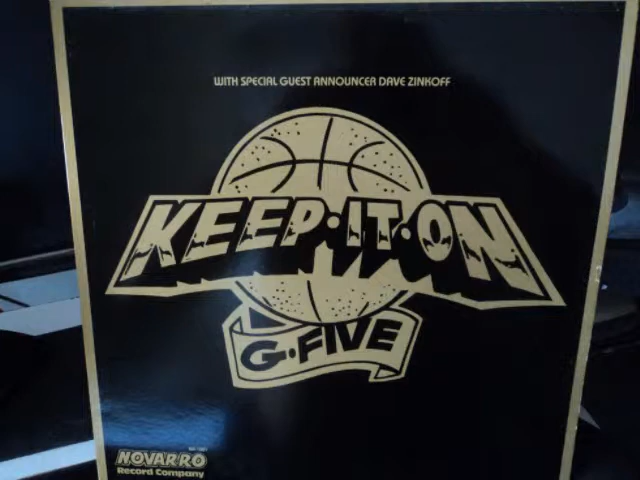 WITH SPECIAL GUEST ANNOUNCER DAVE ZINKOFF
KEEP·IT·ON
G·FIVE
NOVARRO
Record Company